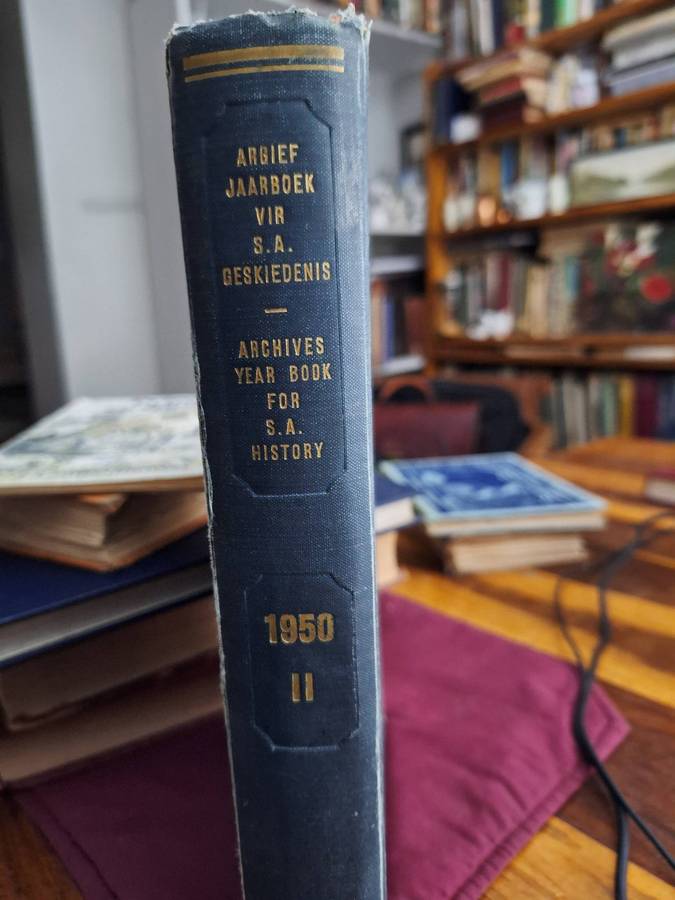 ARGIEF
JAARBOEK
VIR
S.A.
GESKIEDENIS
—
ARCHIVES
YEAR BOOK
FOR
S.A.
HISTORY
1950
II